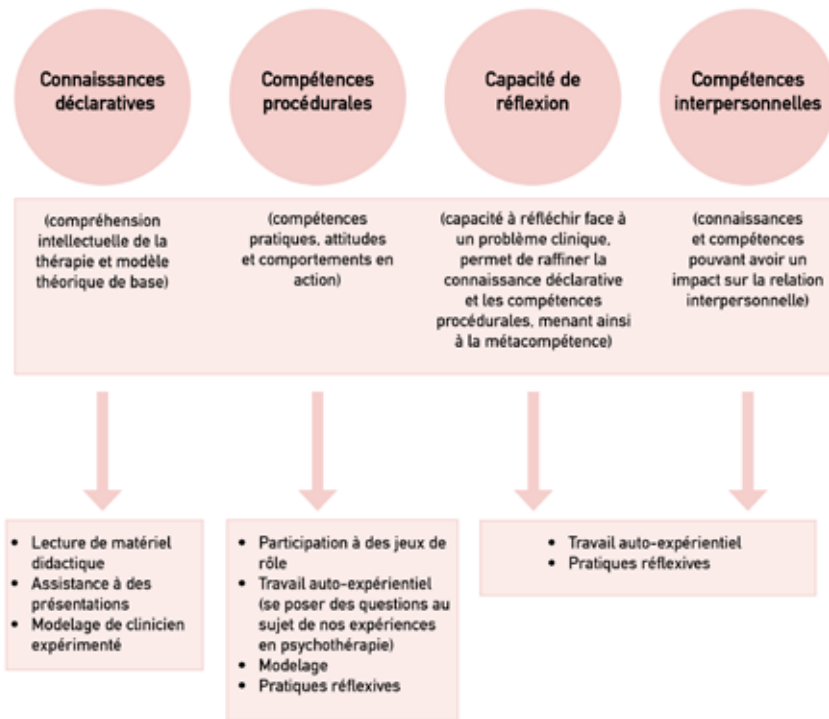 Connaissances
déclaratives
Compétences
procédurales
Capacité de
réflexion
Compétences
interpersonnelles
(compréhension
intellectuelle de la
thérapie et modèle
théorique de base)
(compétences
pratiques, attitudes
et comportements en
action)
(capacité à réfléchir face à
un problème clinique,
permet de raffiner la
connaissance déclarative
et les compétences
procédurales, menant ainsi
à la métacompétence)
(connaissances
et compétences
pouvant avoir un
impact sur la relation
interpersonnelle)
• Lecture de matériel
didactique
• Assistance à des
présentations
• Modelage de clinicien
expérimenté
• Participation à des jeux de
rôle
• Travail auto-expérientiel
(se poser des questions au
sujet de nos expériences
en psychothérapie)
• Modelage
• Pratiques réflexives
• Travail auto-expérientiel
• Pratiques réflexives